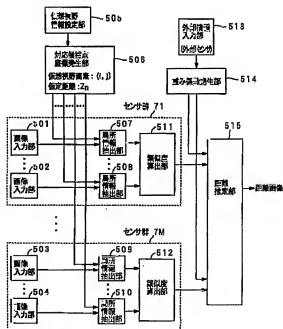 仮想視野
情報設定部
505
対応候補点
座標発生部
506
仮想視野画素：(i,j)
仮定距離：Zn
外部情報
入力部
(外部センサ)
513
重み係数発生部
514
センサ群 71
501
画像
入力部
507
局所
情報
抽出部
511
類似度
算出部
502
画像
入力部
508
局所
情報
抽出部
515
距離
推定部
距離画像
センサ群 7M
503
画像
入力部
509
局所
情報
抽出部
512
類似度
算出部
504
画像
入力部
510
局所
情報
抽出部